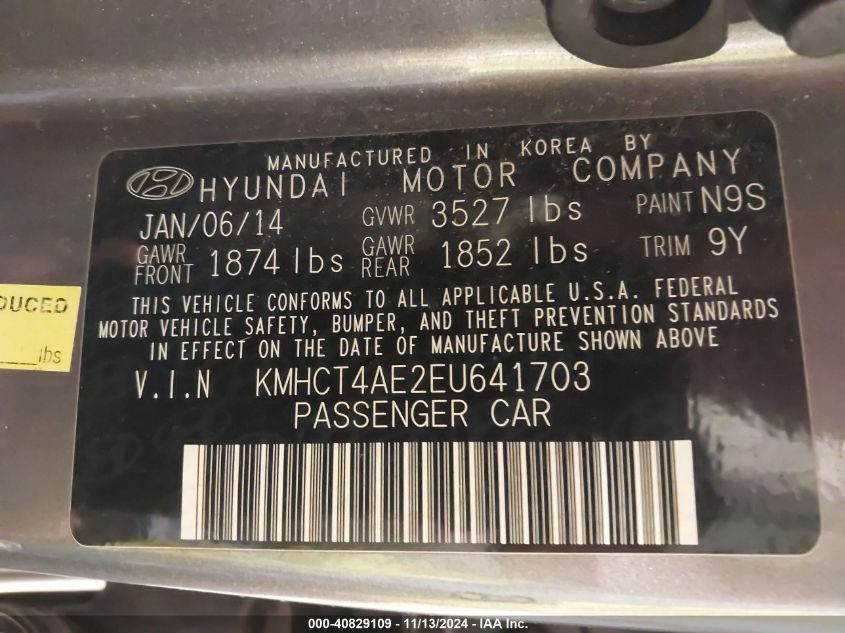 MANUFACTURED IN KOREA BY
HYUNDAI MOTOR COMPANY
JAN/06/14 GVWR 3527 lbs PAINT N9S
GAWR FRONT 1874 lbs GAWR REAR 1852 lbs TRIM 9Y
THIS VEHICLE CONFORMS TO ALL APPLICABLE U.S.A. FEDERAL
MOTOR VEHICLE SAFETY, BUMPER, AND THEFT PREVENTION STANDARDS
IN EFFECT ON THE DATE OF MANUFACTURE SHOWN ABOVE
V.I.N KMHCT4AE2EU641703
PASSENGER CAR
DUCED
lbs
000-40829109 - 11/13/2024 - IAA Inc.